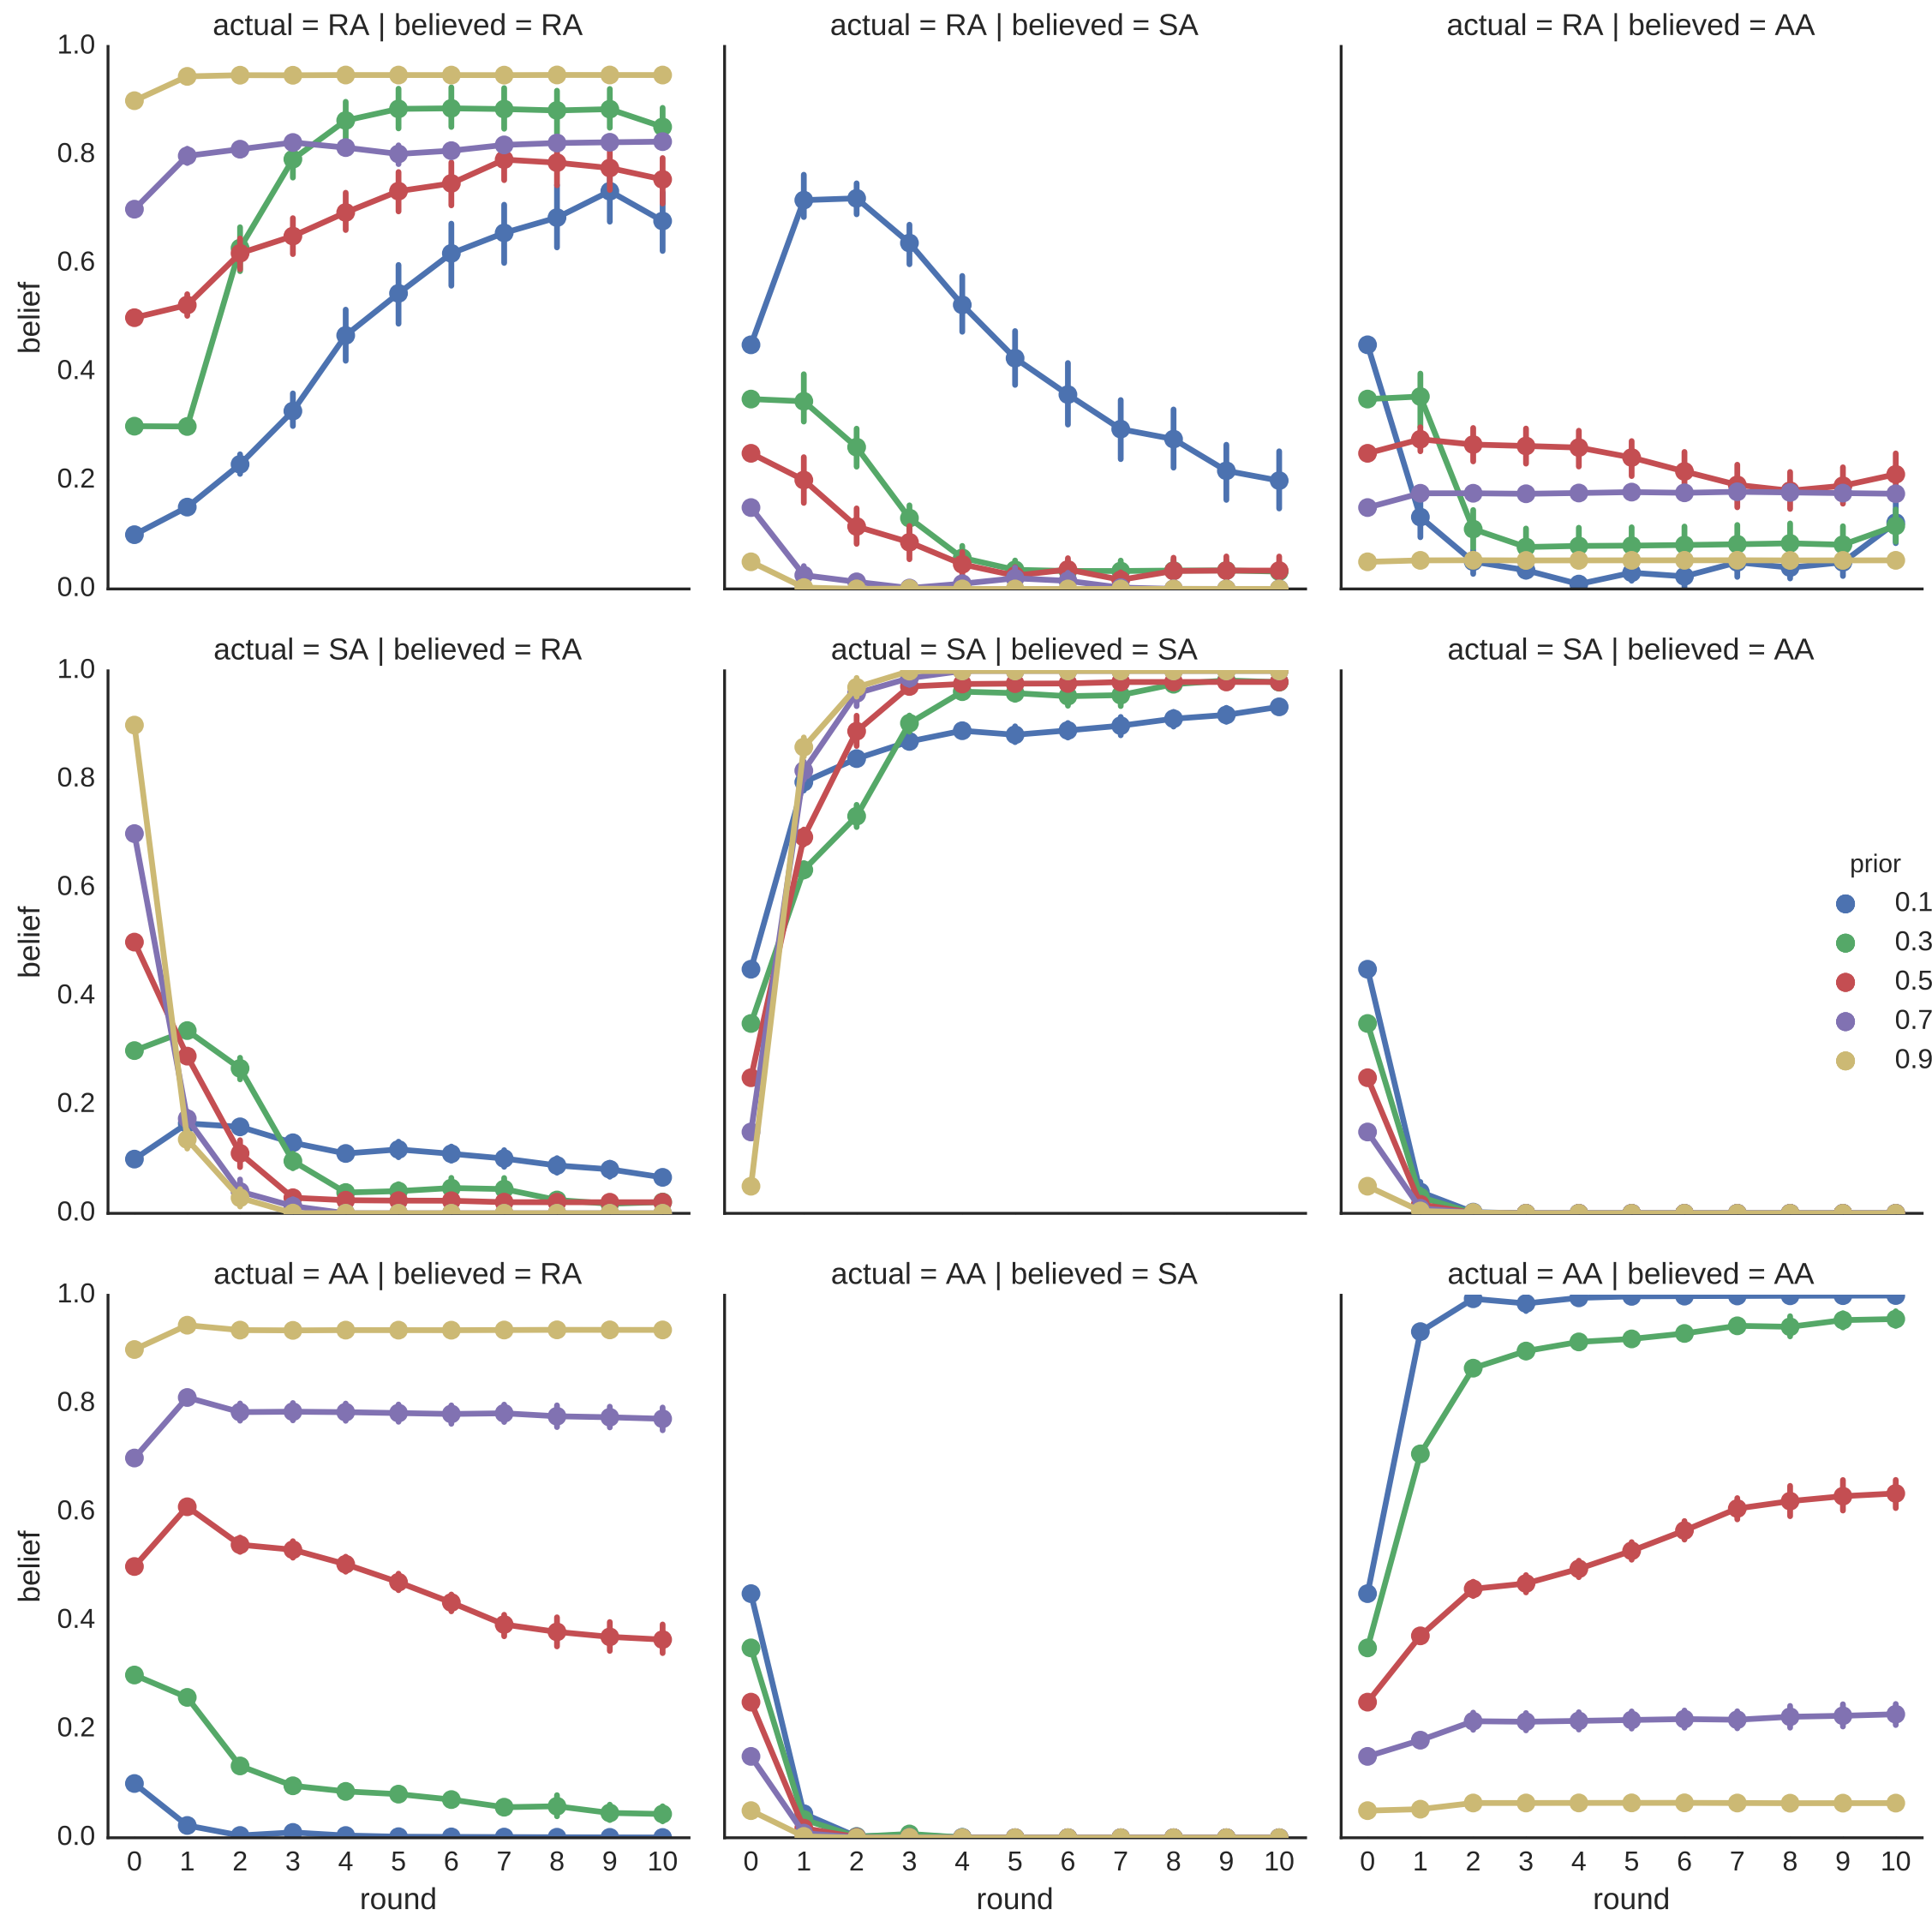 actual = RA | believed = RA
actual = RA | believed = SA
actual = RA | believed = AA
1.0
0.8
0.6
0.4
0.2
0.0
belief
actual = SA | believed = RA
actual = SA | believed = SA
actual = SA | believed = AA
1.0
0.8
0.6
0.4
0.2
0.0
belief
prior
0.1
0.3
0.5
0.7
0.9
actual = AA | believed = RA
actual = AA | believed = SA
actual = AA | believed = AA
1.0
0.8
0.6
0.4
0.2
0.0
belief
0 1 2 3 4 5 6 7 8 9 10
0 1 2 3 4 5 6 7 8 9 10
0 1 2 3 4 5 6 7 8 9 10
round
round
round